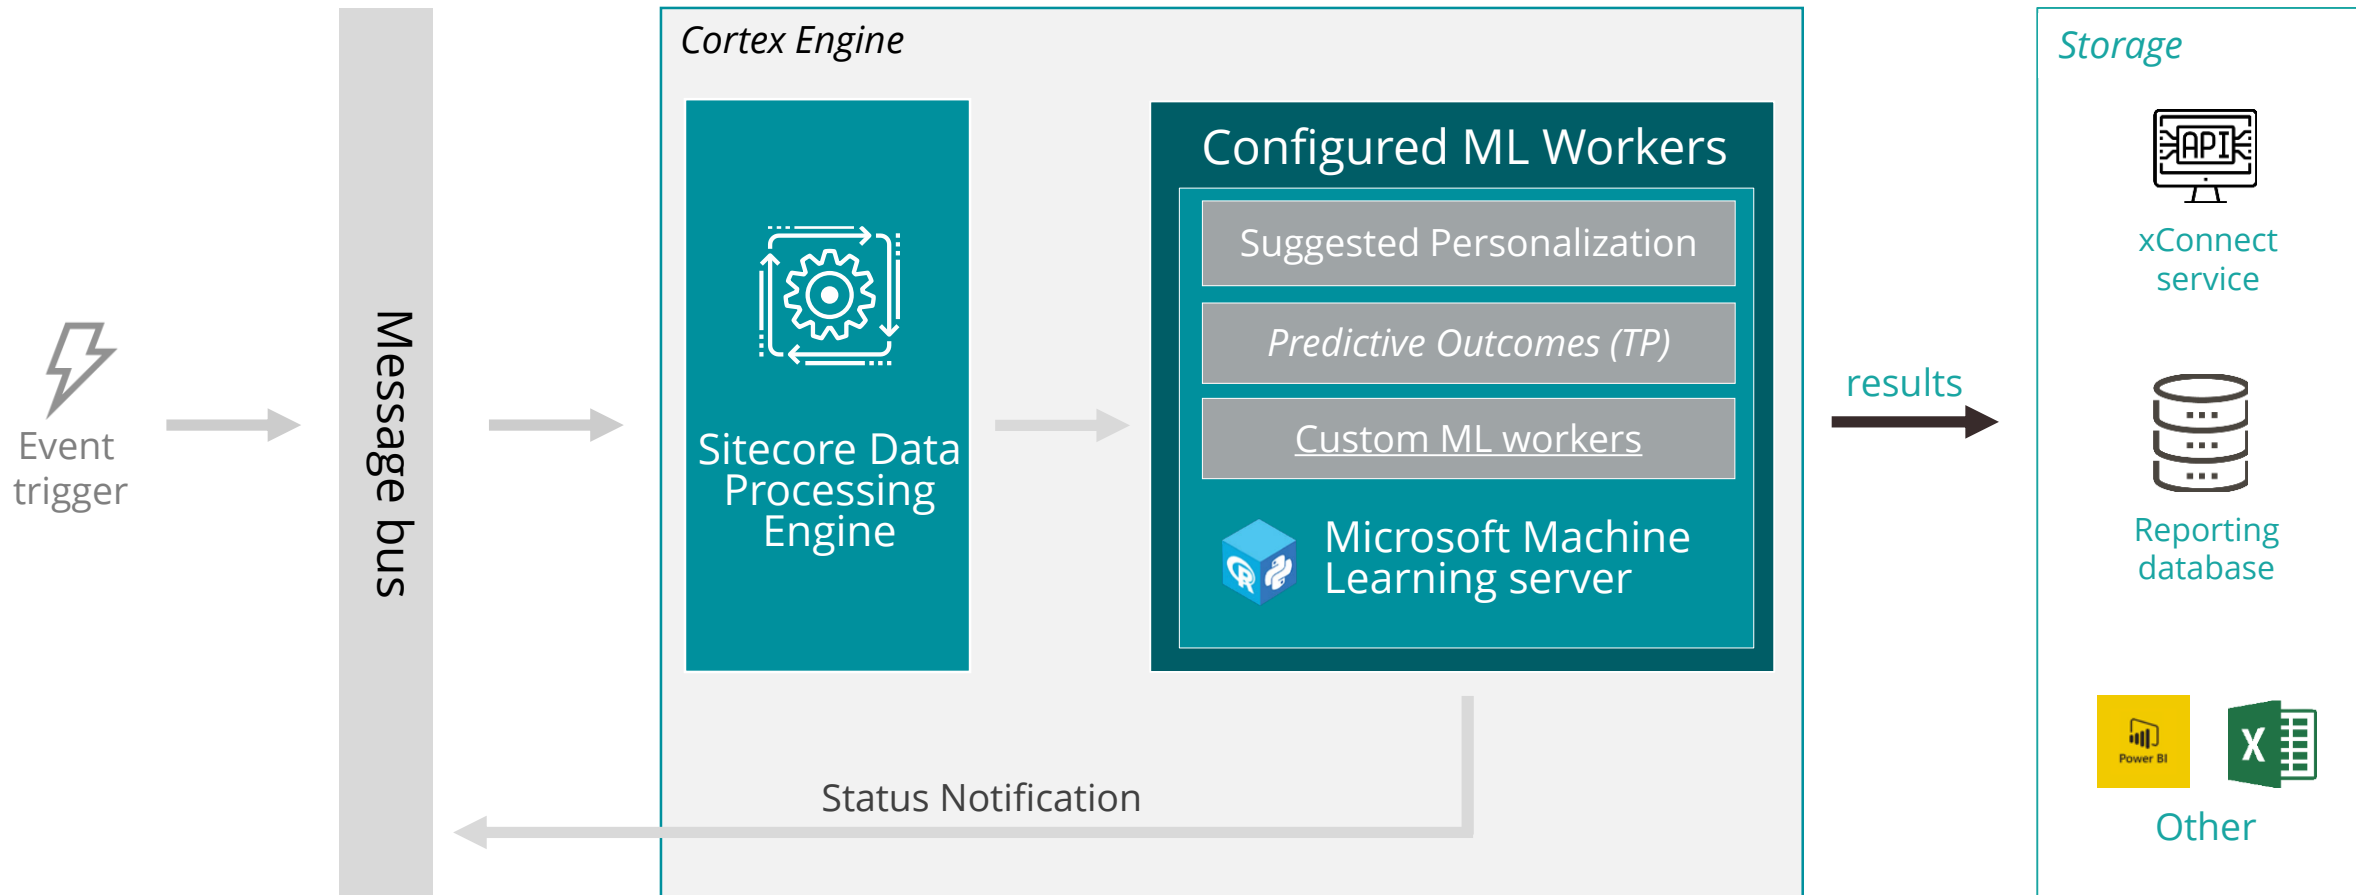 Event
trigger
Message bus
Cortex Engine
Sitecore Data
Processing
Engine
Configured ML Workers
Suggested Personalization
Predictive Outcomes (TP)
Custom ML workers
R
Microsoft Machine
Learning server
Status Notification
results
Storage
API
xConnect
service
Reporting
database
Power BI
X
Other